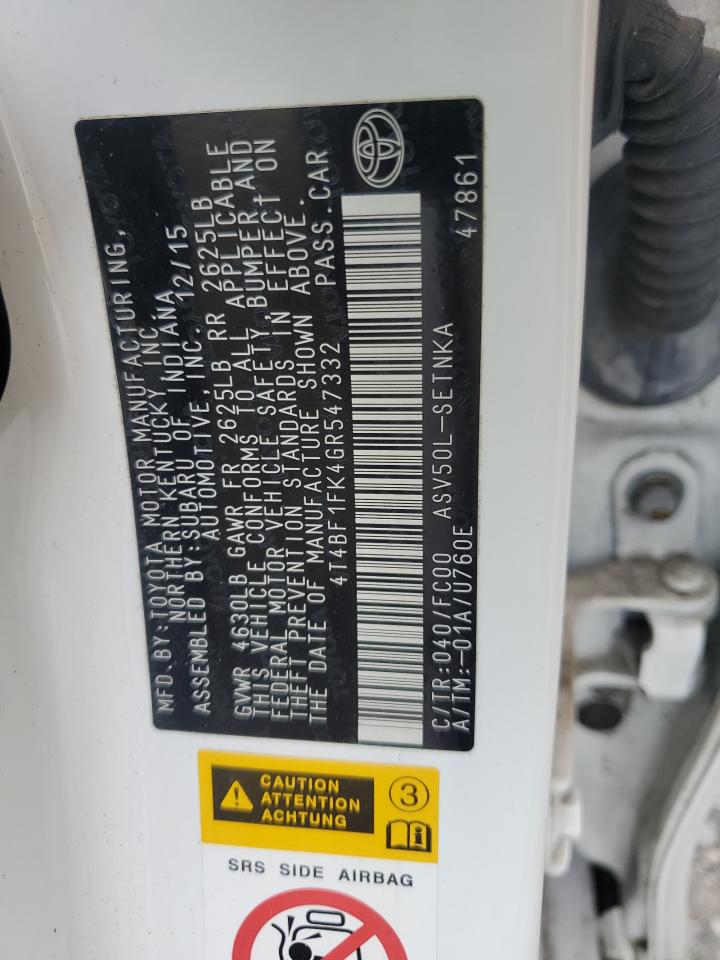 MFD.BY:TOYOTA MOTOR MANUFACTURING,
NORTHERN KENTUCKY INC.
ASSEMBLED BY:SUBARU OF INDIANA
AUTOMOTIVE, INC. 12/15
GVWR 4630LB GAWR FR 2625LB RR 2625LB
THIS VEHICLE CONFORMS TO ALL APPLICABLE
FEDERAL MOTOR VEHICLE SAFETY,BUMPER,AND
THEFT PREVENTION STANDARDS IN EFFECT ON
THE DATE OF MANUFACTURE SHOWN ABOVE.
4T4BF1FK4GR547332 PASS.CAR
C/TR:040/FC00 ASV50L-SETNKA
A/TM:-01A/U760E 47861
CAUTION
ATTENTION
ACHTUNG
3
SRS SIDE AIRBAG